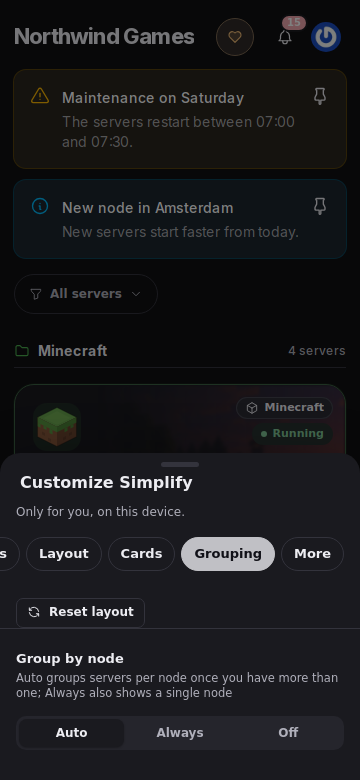 Northwind Games
15
Maintenance on Saturday
The servers restart between 07:00
and 07:30.
New node in Amsterdam
New servers start faster from today.
All servers
Minecraft
4 servers
Minecraft
Running
Customize Simplify
Only for you, on this device.
s
Layout
Cards
Grouping
More
Reset layout
Group by node
Auto groups servers per node once you have more than
one; Always also shows a single node
Auto
Always
Off